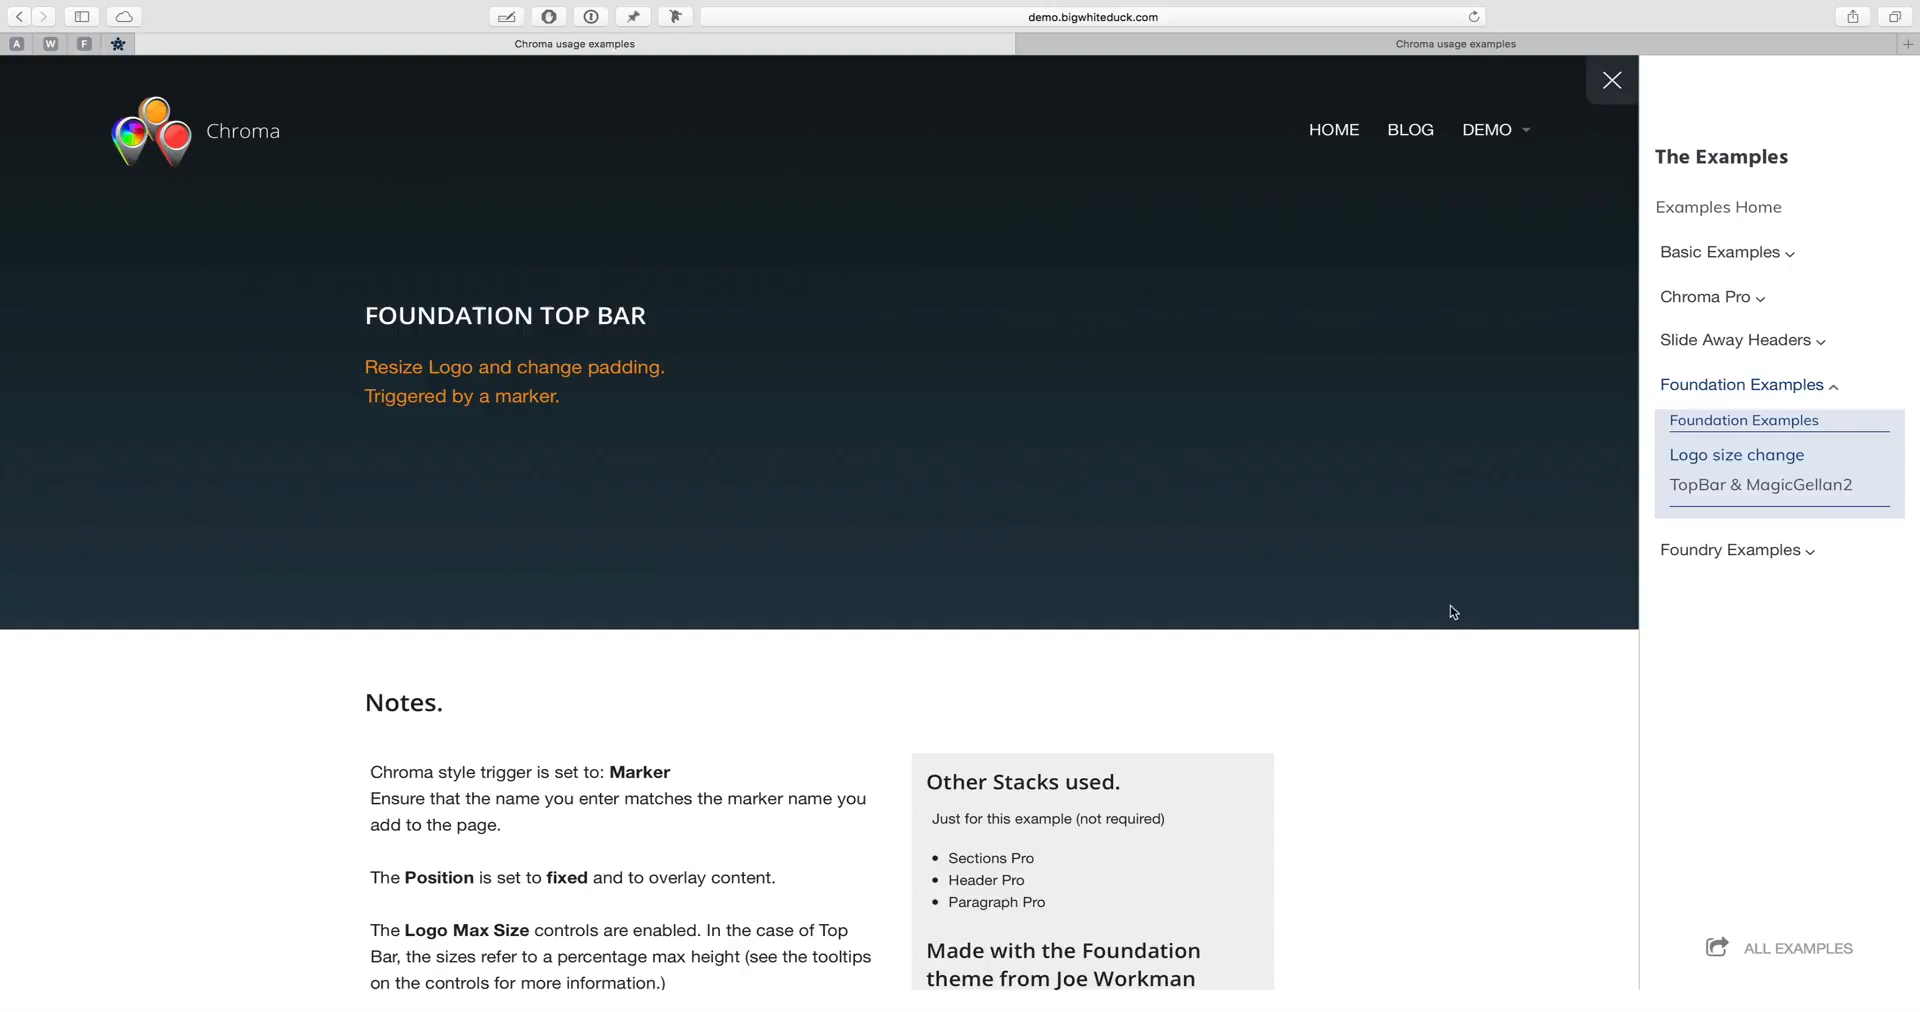 demo.bigwhiteduck.com
A W F
Chroma usage examples
Chroma usage examples
Chroma
HOME BLOG DEMO
FOUNDATION TOP BAR
Resize Logo and change padding.
Triggered by a marker.
Notes.
Chroma style trigger is set to: Marker
Ensure that the name you enter matches the marker name you
add to the page.
The Position is set to fixed and to overlay content.
The Logo Max Size controls are enabled. In the case of Top
Bar, the sizes refer to a percentage max height (see the tooltips
on the controls for more information.)
Other Stacks used.
Just for this example (not required)
Sections Pro
Header Pro
Paragraph Pro
Made with the Foundation
theme from Joe Workman
The Examples
Examples Home
Basic Examples
Chroma Pro
Slide Away Headers
Foundation Examples
Foundation Examples
Logo size change
TopBar & MagicGellan2
Foundry Examples
ALL EXAMPLES